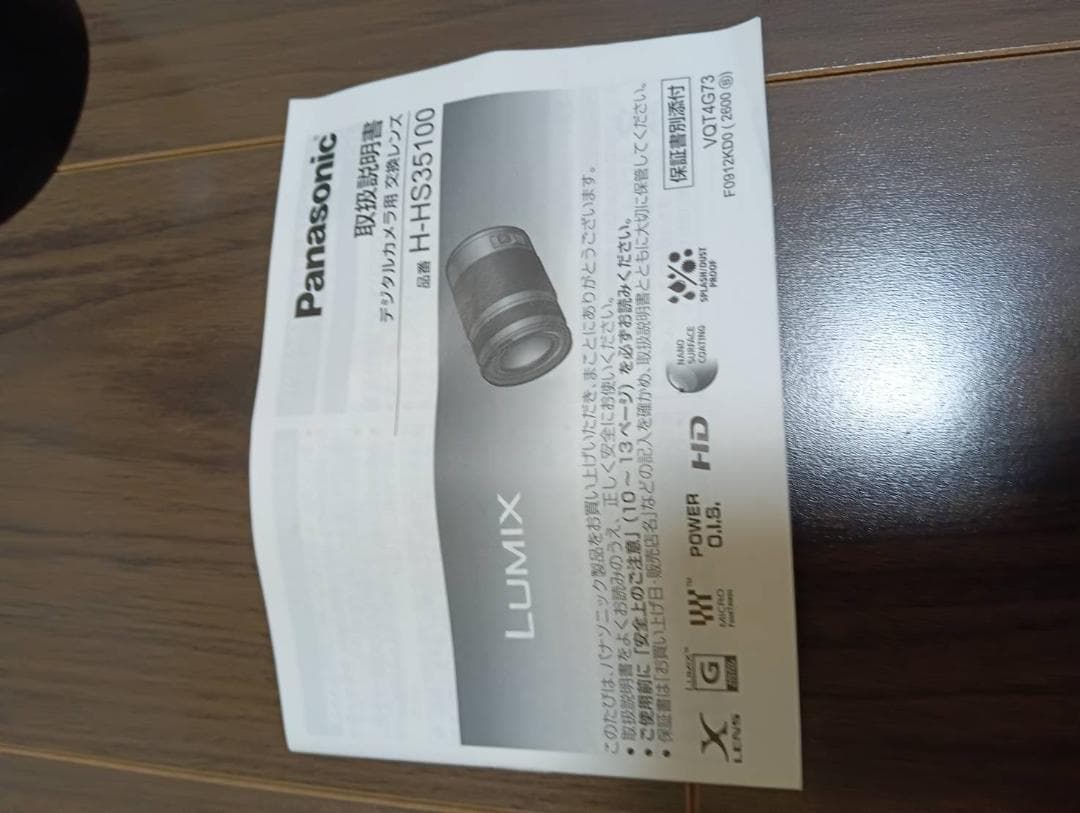 Panasonic®
取扱説明書
デジタルカメラ用 交換レンズ
品番 H-HS35100
LUMIX
このたびは、パナソニック製品をお買い上げいただき、まことにありがとうございます。
• 取扱説明書をよくお読みのうえ、正しく安全にお使いください。
• ご使用前に「安全上のご注意」(10～13ページ)を必ずお読みください。
• 保証書は「お買い上げ日・販売店名」などの記入を確かめ、取扱説明書とともに大切に保管してください。
X LENS
LUMIX G
MICRO
POWER O.I.S.
HD
NANO SURFACE COATING
SPLASH/DUST PROOF
保証書別添付
VQT4G73
F0912KD0 ( 2600 Ⓑ)